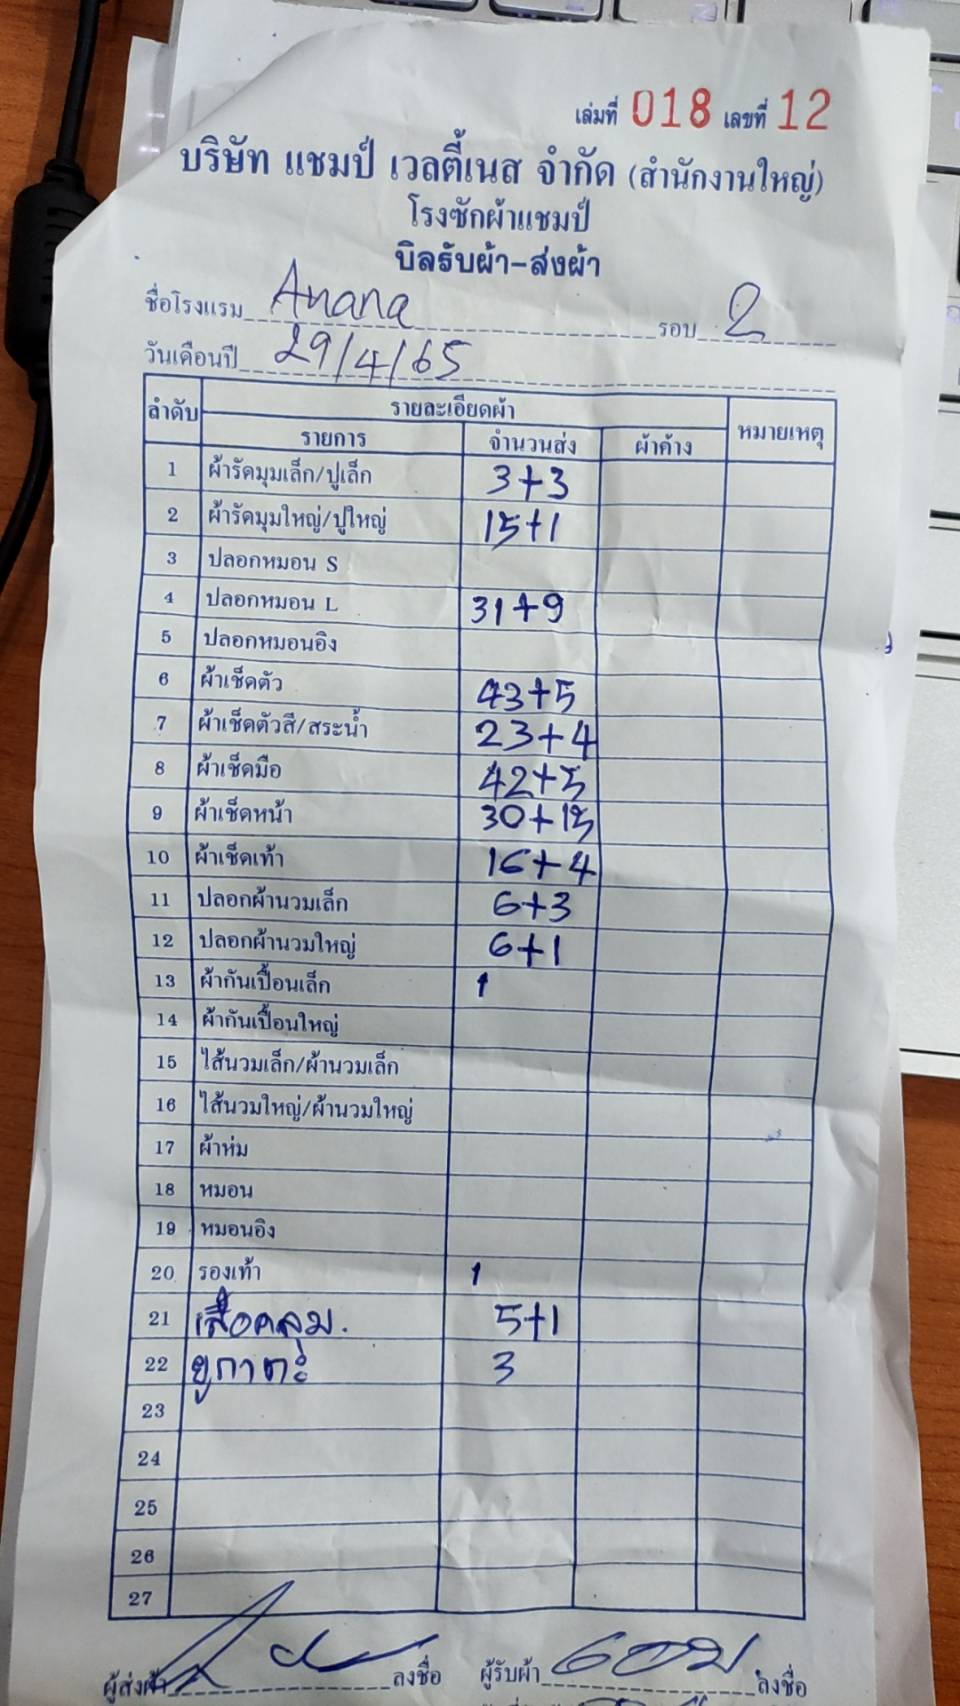 เล่มที่ 018 เลขที่ 12
บริษัท แชมป์ เวลตี้เนส จำกัด (สำนักงานใหญ่)
โรงซักผ้าแชมป์
บิลรับผ้า-ส่งผ้า
ชื่อโรงแรม Anana รอบ 2
วันเดือนปี 29/4/65
ลำดับ รายละเอียดผ้า หมายเหตุ
รายการ จำนวนส่ง ผ้าค้าง
1 ผ้ารัดมุมเล็ก/ปูเล็ก 3+3
2 ผ้ารัดมุมใหญ่/ปูใหญ่ 15+1
3 ปลอกหมอน S
4 ปลอกหมอน L 31+9
5 ปลอกหมอนอิง
6 ผ้าเช็ดตัว 43+5
7 ผ้าเช็ดตัวสี/สระน้ำ 23+4
8 ผ้าเช็ดมือ 42+5
9 ผ้าเช็ดหน้า 30+15
10 ผ้าเช็ดเท้า 16+4
11 ปลอกผ้านวมเล็ก 6+3
12 ปลอกผ้านวมใหญ่ 6+1
13 ผ้ากันเปื้อนเล็ก 1
14 ผ้ากันเปื้อนใหญ่
15 ไส้นวมเล็ก/ผ้านวมเล็ก
16 ไส้นวมใหญ่/ผ้านวมใหญ่
17 ผ้าห่ม
18 หมอน
19 หมอนอิง
20 รองเท้า 1
21 เสื้อคลุม. 5+1
22 ยูกาตะ 3
23
24
25
26
27
ผู้ส่งผ้า ลงชื่อ ผู้รับผ้า ลงชื่อ